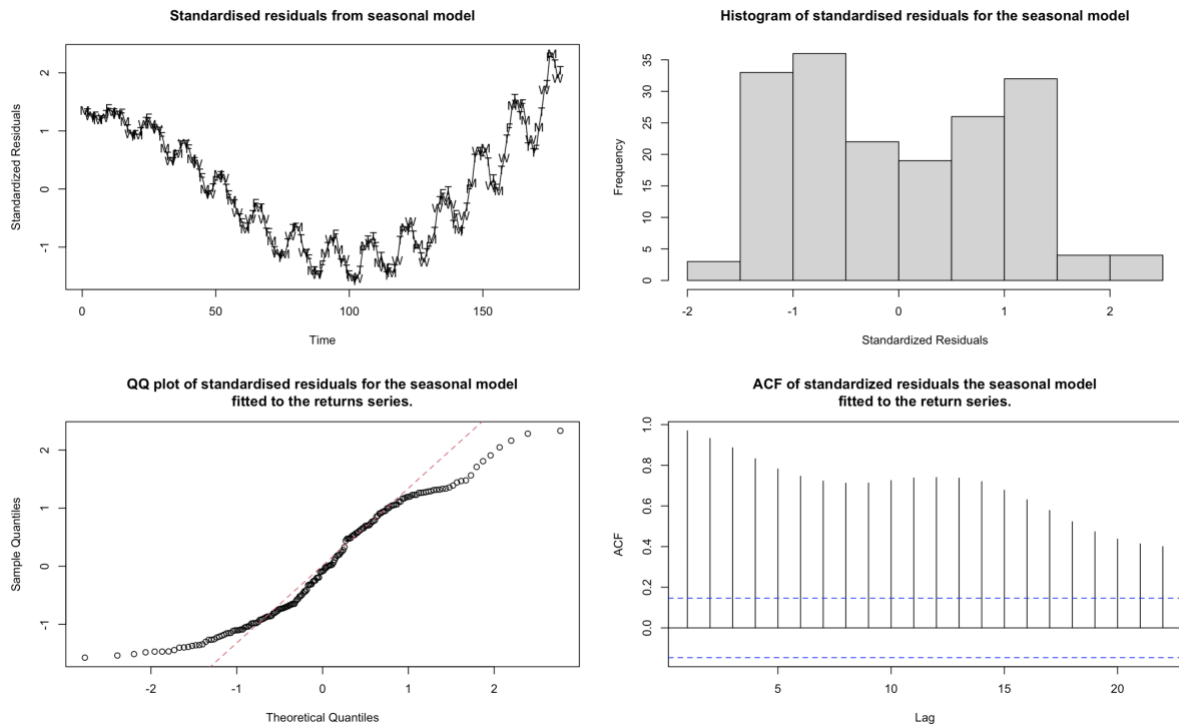 Standardised residuals from seasonal model
Standardized Residuals
2
1
0
-1
0
50
100
150
Time
Histogram of standardised residuals for the seasonal model
Frequency
35
30
25
20
15
10
5
0
-2
-1
0
1
2
Standardized Residuals
QQ plot of standardised residuals for the seasonal model
fitted to the returns series.
Sample Quantiles
2
1
0
-1
-2
-1
0
1
2
Theoretical Quantiles
ACF of standardized residuals the seasonal model
fitted to the return series.
ACF
1.0
0.8
0.6
0.4
0.2
0.0
5
10
15
20
Lag